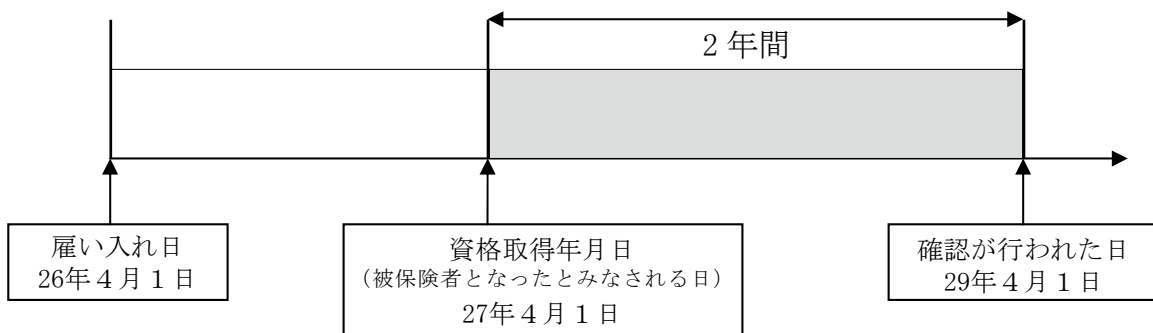 2年間
雇い入れ日
26年4月1日
資格取得年月日
(被保険者となったとみなされる日)
27年4月1日
確認が行われた日
29年4月1日